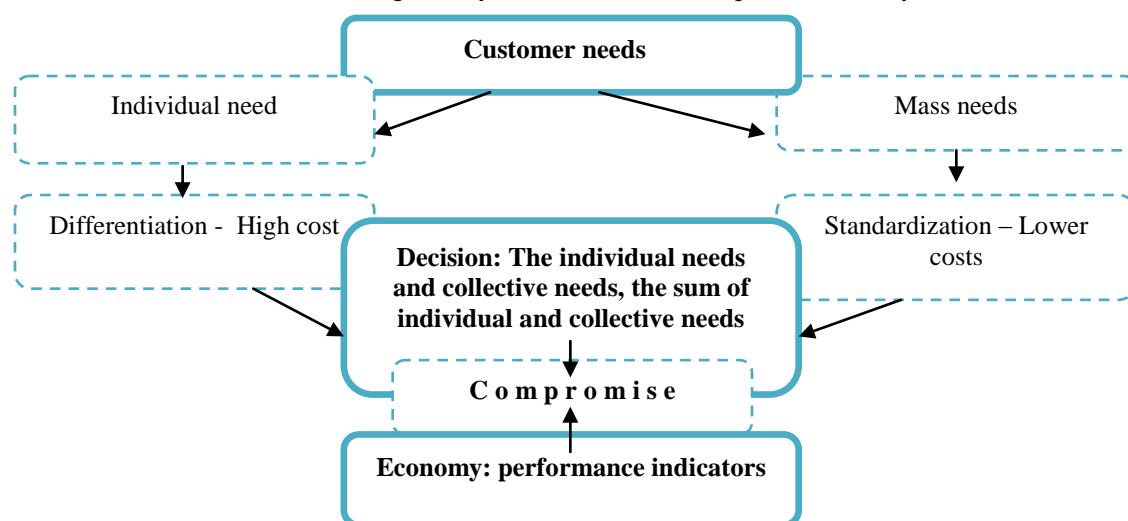 Customer needs
Individual need
Mass needs
Differentiation - High cost
Standardization – Lower
costs
Decision: The individual needs
and collective needs, the sum of
individual and collective needs
C o m p r o m i s e
Economy: performance indicators